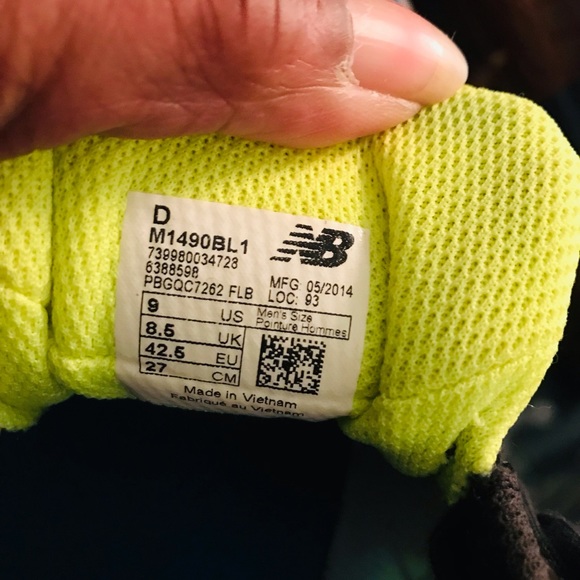 D
M1490BL1
NB
739980034728
6388598
PBGQC7262 FLB
MFG 05/2014
LOC: 93
9 US
8.5 UK
42.5 EU
27 CM
Men's Size
Pointure Hommes
Made in Vietnam
Fabriqué au Vietnam